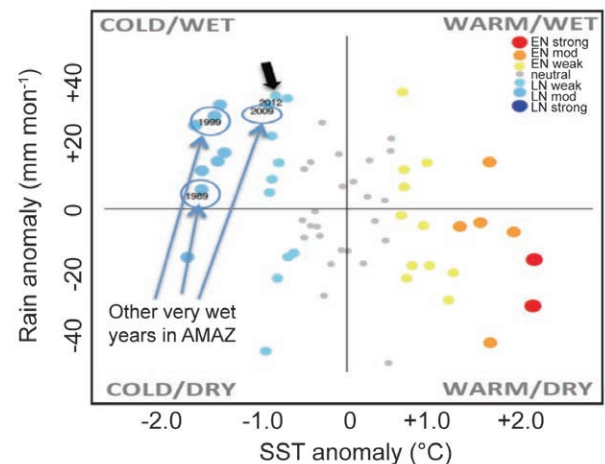 COLD/WET
WARM/WET
EN strong
EN mod
EN weak
neutral
LN weak
LN mod
LN strong
Rain anomaly (mm mon-1)
+40
+20
0
-20
-40
2012
2009
1999
1989
Other very wet
years in AMAZ
COLD/DRY
WARM/DRY
-2.0
-1.0
0
+1.0
+2.0
SST anomaly (°C)